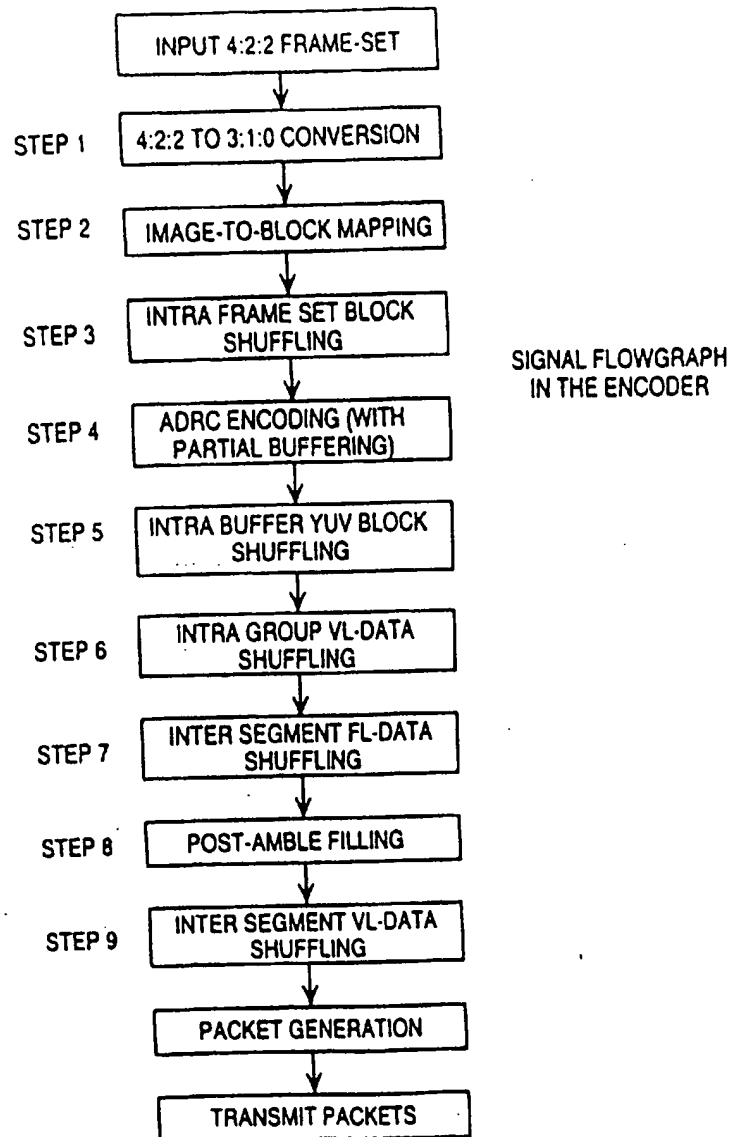 INPUT 4:2:2 FRAME-SET
STEP 1
4:2:2 TO 3:1:0 CONVERSION
STEP 2
IMAGE-TO-BLOCK MAPPING
STEP 3
INTRA FRAME SET BLOCK
SHUFFLING
SIGNAL FLOWGRAPH
IN THE ENCODER
STEP 4
ADRC ENCODING (WITH
PARTIAL BUFFERING)
STEP 5
INTRA BUFFER YUV BLOCK
SHUFFLING
STEP 6
INTRA GROUP VL-DATA
SHUFFLING
STEP 7
INTER SEGMENT FL-DATA
SHUFFLING
STEP 8
POST-AMBLE FILLING
STEP 9
INTER SEGMENT VL-DATA
SHUFFLING
PACKET GENERATION
TRANSMIT PACKETS